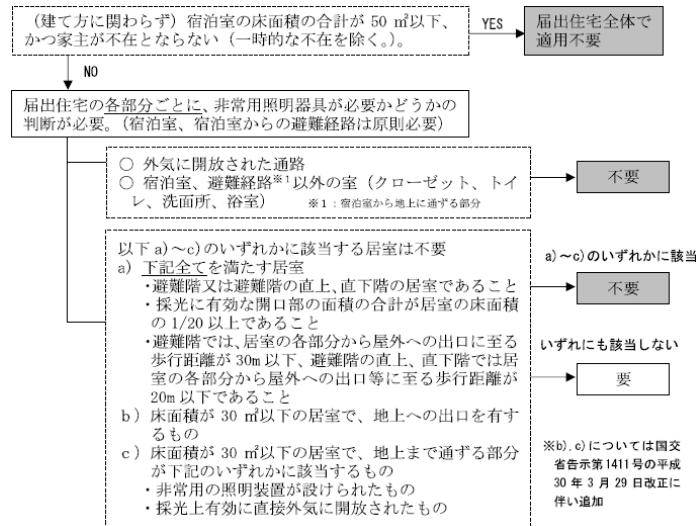 （建て方に関わらず）宿泊室の床面積の合計が 50 ㎡以下、
かつ家主が不在とならない（一時的な不在を除く。）。
YES
届出住宅全体で
適用不要
NO
届出住宅の各部分ごとに、非常用照明器具が必要かどうかの
判断が必要。（宿泊室、宿泊室からの避難経路は原則必要）
○ 外気に開放された通路
○ 宿泊室、避難経路※１以外の室（クローゼット、トイ
レ、洗面所、浴室） ※１：宿泊室から地上に通ずる部分
不要
以下 a)～c)のいずれかに該当する居室は不要
a) 下記全てを満たす居室
・避難階又は避難階の直上、直下階の居室であること
・採光に有効な開口部の面積の合計が居室の床面積
の 1/20 以上であること
・避難階では、居室の各部分から屋外への出口に至る
歩行距離が 30m 以下、避難階の直上、直下階では居
室の各部分から屋外への出口等に至る歩行距離が
20m 以下であること
b) 床面積が 30 ㎡以下の居室で、地上への出口を有す
るもの
c) 床面積が 30 ㎡以下の居室で、地上まで通ずる部分
が下記のいずれかに該当するもの
・非常用の照明装置が設けられたもの
・採光上有効に直接外気に開放されたもの
a)～c)のいずれかに該当
不要
いずれにも該当しない
要
※b),c)については国交
省告示第1411号の平成
30 年 3 月 29 日改正に
伴い追加